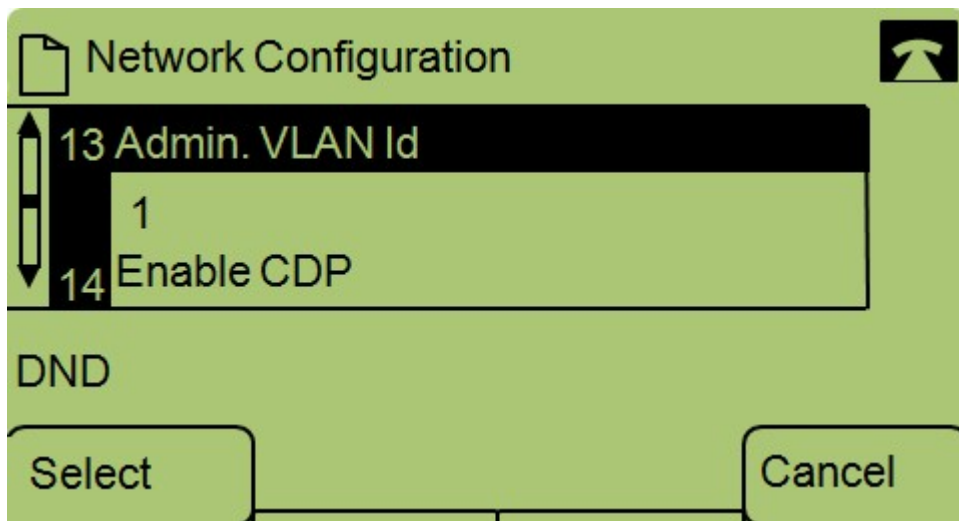 Network Configuration
13 Admin. VLAN Id
1
14 Enable CDP
DND
Select
Cancel